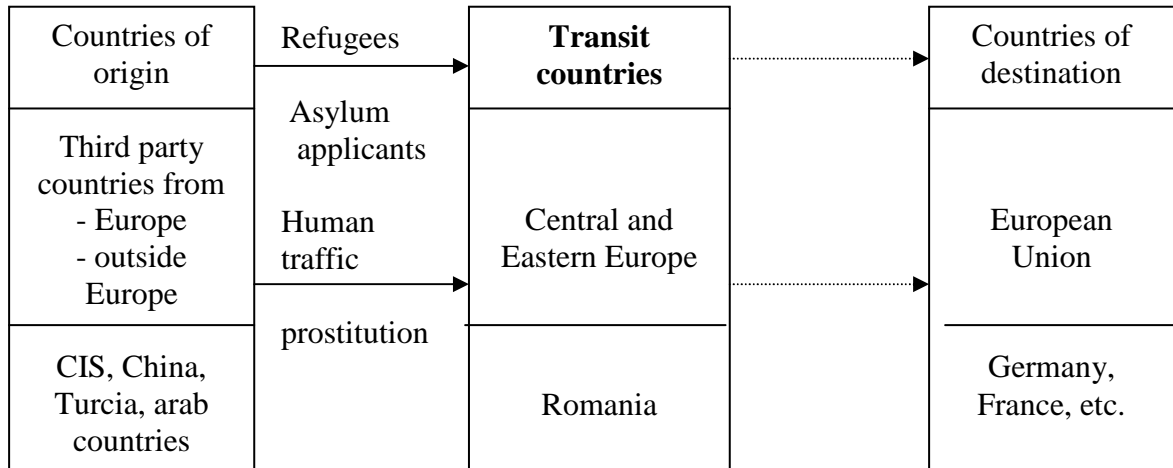 Countries of
origin
Third party
countries from
- Europe
- outside
Europe
CIS, China,
Turcia, arab
countries
Refugees
Asylum
applicants
Human
traffic
prostitution
Transit
countries
Central and
Eastern Europe
Romania
Countries of
destination
European
Union
Germany,
France, etc.